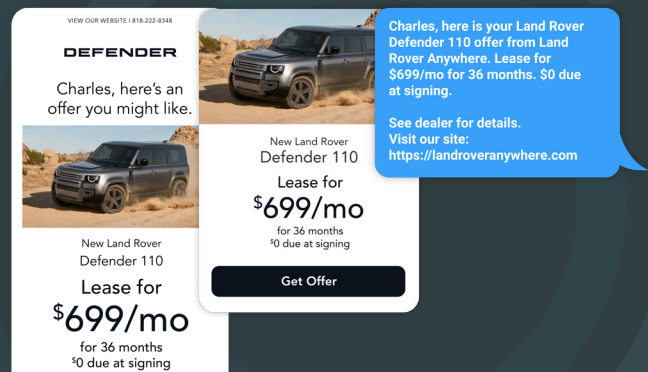 VIEW OUR WEBSITE | 818-222-8348
DEFENDER
Charles, here's an
offer you might like.
New Land Rover
Defender 110
Lease for
$699/mo
for 36 months
$0 due at signing
New Land Rover
Defender 110
Lease for
$699/mo
for 36 months
$0 due at signing
Get Offer
Charles, here is your Land Rover
Defender 110 offer from Land
Rover Anywhere. Lease for
$699/mo for 36 months. $0 due
at signing.
See dealer for details.
Visit our site:
https://landroveranywhere.com